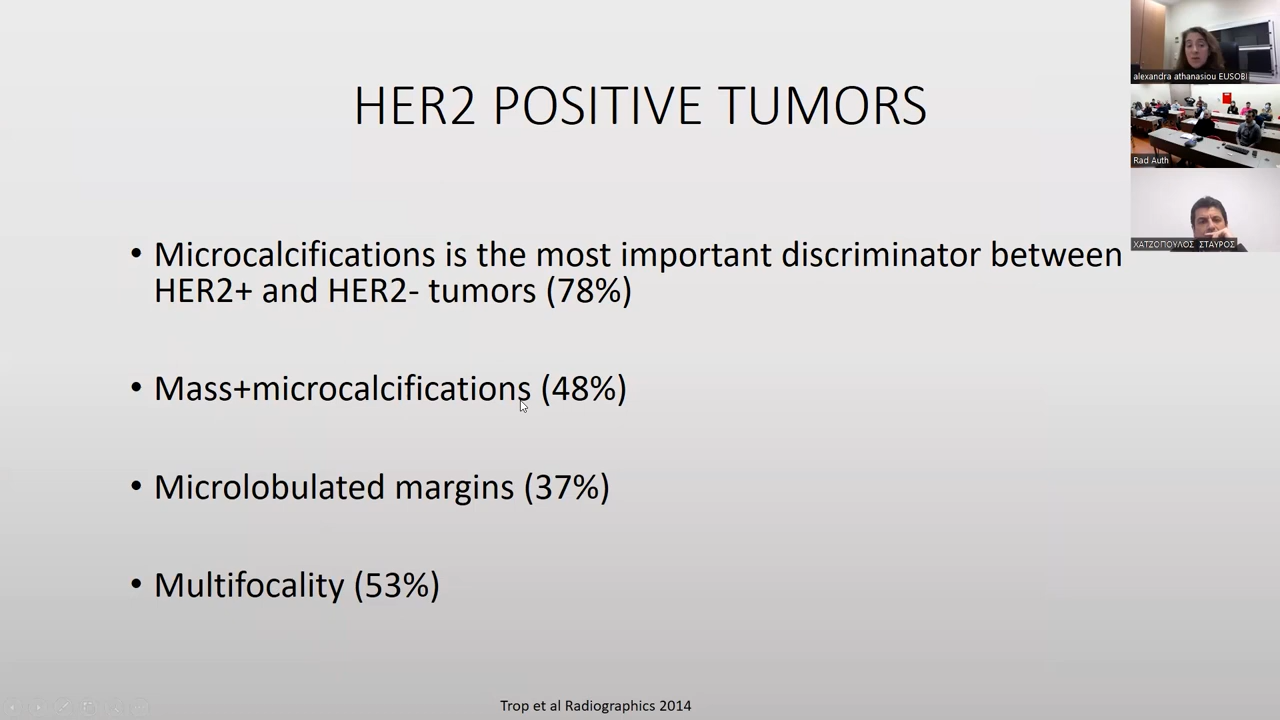 HER2 POSITIVE TUMORS
• Microcalcifications is the most important discriminator between
HER2+ and HER2- tumors (78%)
• Mass+microcalcifications (48%)
• Microlobulated margins (37%)
• Multifocality (53%)
Trop et al Radiographics 2014
alexandra athanasiou EUSOBI
Rad Auth
ΧΑΤΖΟΠΟΥΛΟΣ ΣΤΑΥΡΟΣ